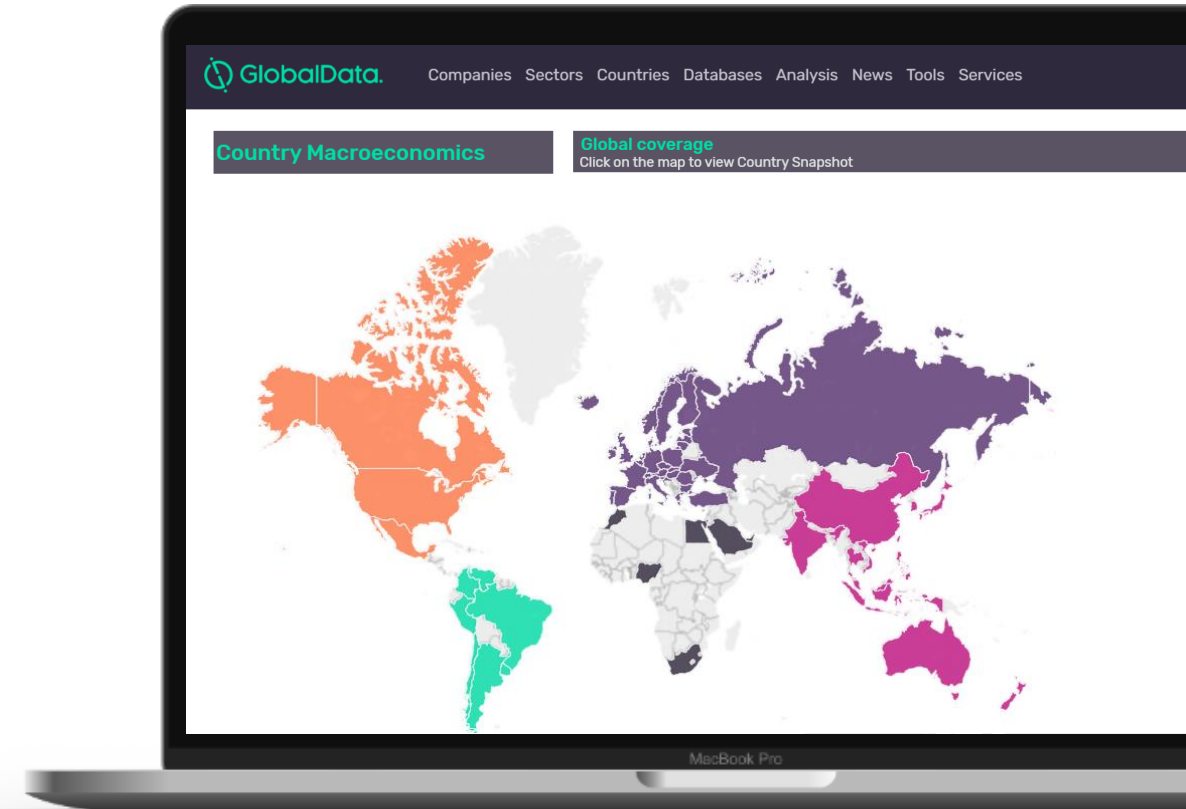 GlobalData.
Companies Sectors Countries Databases Analysis News Tools Services
Country Macroeconomics
Global coverage
Click on the map to view Country Snapshot
MacBook Pro